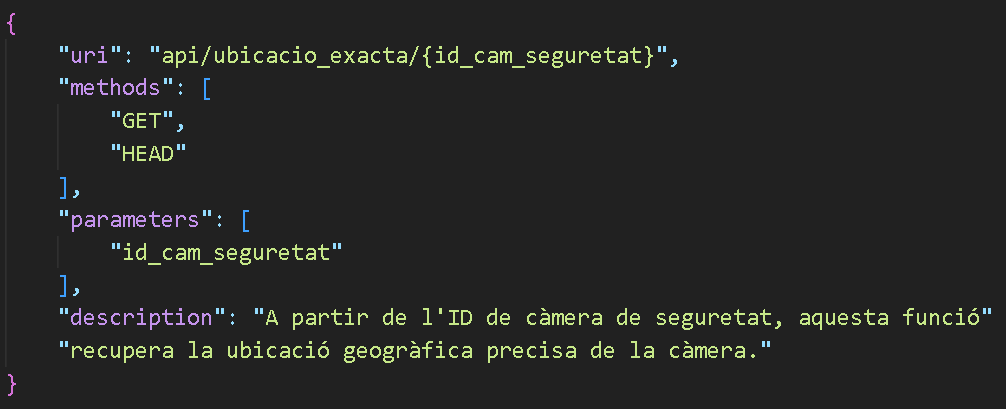 {
"uri": "api/ubicacio_exacta/{id_cam_seguretat}",
"methods": [
"GET",
"HEAD"
],
"parameters": [
"id_cam_seguretat"
],
"description": "A partir de l'ID de càmera de seguretat, aquesta funció"
"recupera la ubicació geogràfica precisa de la càmera."
}